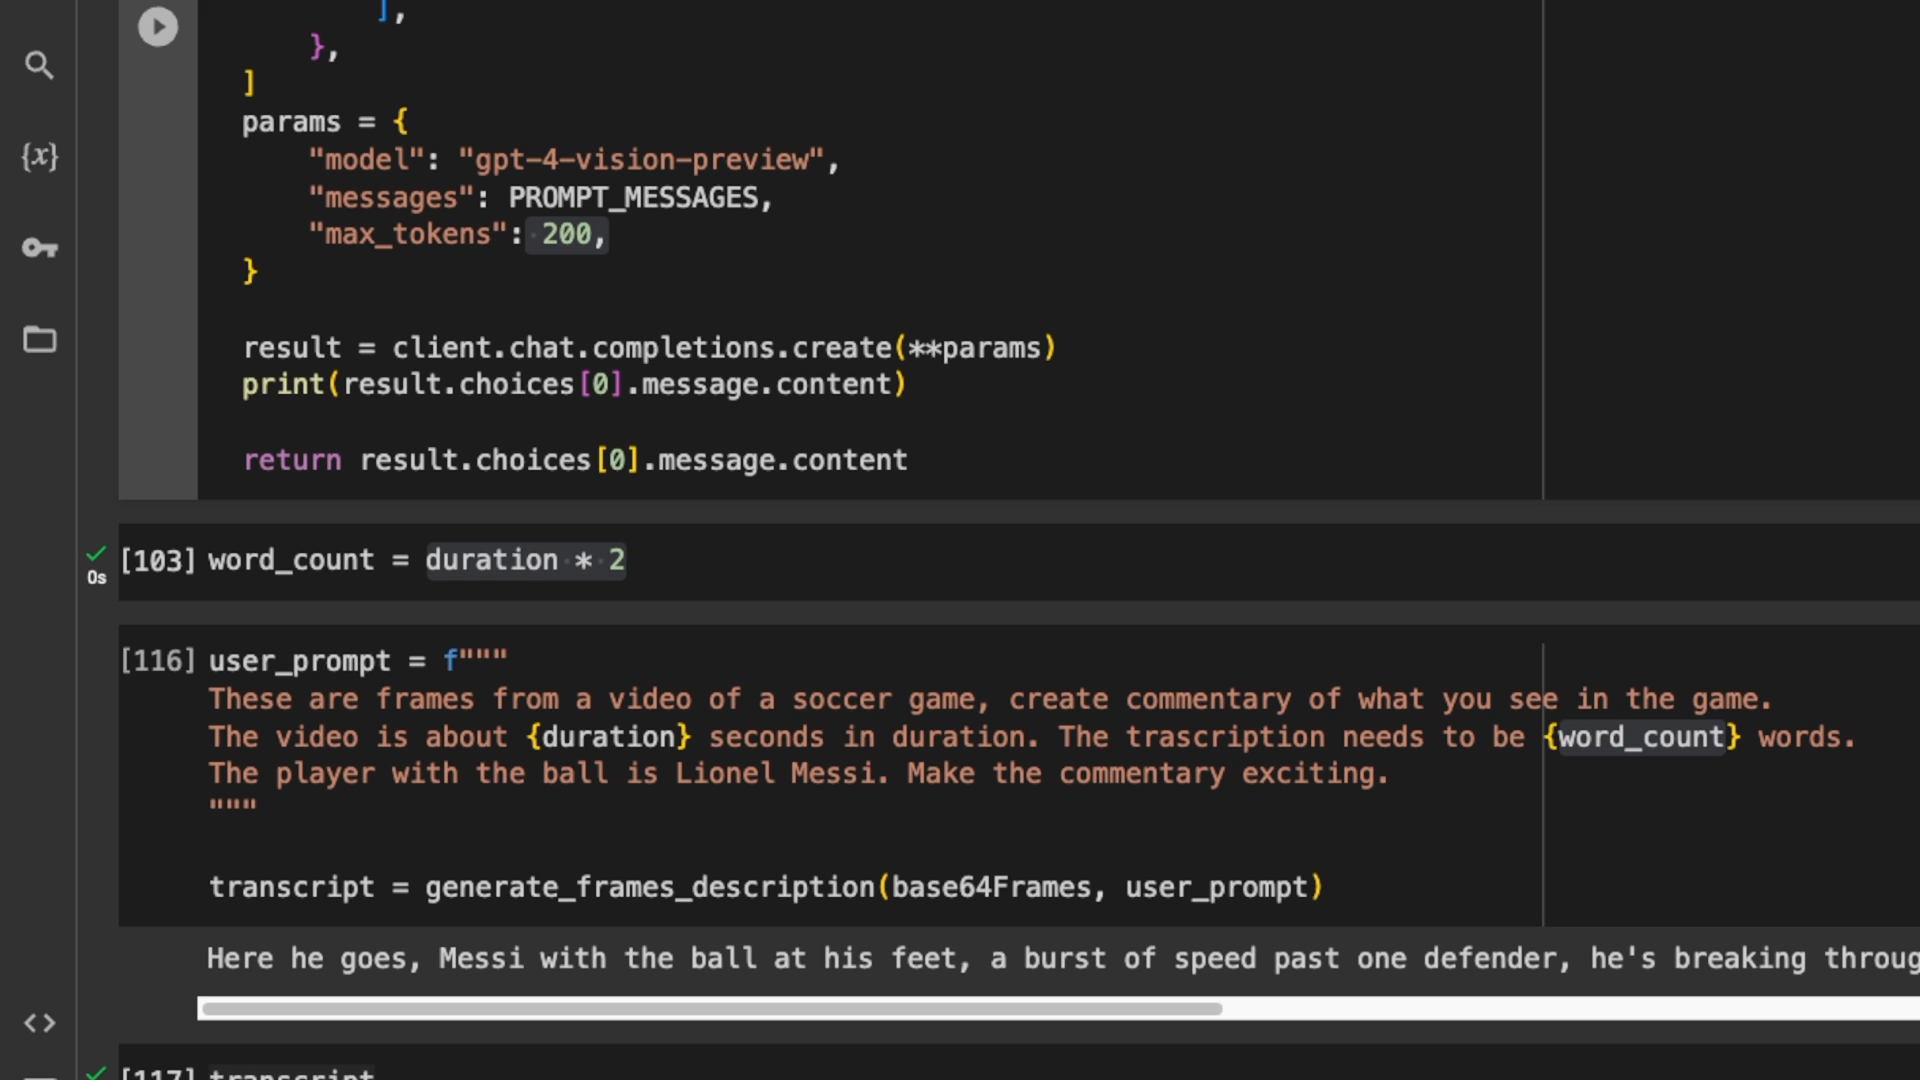 ],
},
]
params = {
"model": "gpt-4-vision-preview",
"messages": PROMPT_MESSAGES,
"max_tokens": 200,
}
result = client.chat.completions.create(**params)
print(result.choices[0].message.content)
return result.choices[0].message.content
[103] word_count = duration * 2
0s
[116] user_prompt = f"""
These are frames from a video of a soccer game, create commentary of what you see in the game.
The video is about {duration} seconds in duration. The trascription needs to be {word_count} words.
The player with the ball is Lionel Messi. Make the commentary exciting.
"""
transcript = generate_frames_description(base64Frames, user_prompt)
Here he goes, Messi with the ball at his feet, a burst of speed past one defender, he's breaking throug
[117] transcript
{x}
<>